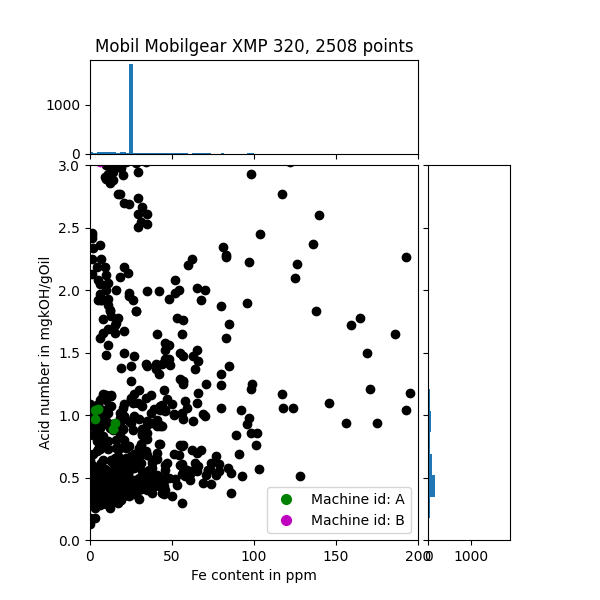 Mobil Mobilgear XMP 320, 2508 points
1000
0
3.0
2.5
2.0
1.5
1.0
0.5
0.0
Acid number in mgkOH/gOil
Machine id: A
Machine id: B
0 50 100 150 200
0 1000
Fe content in ppm